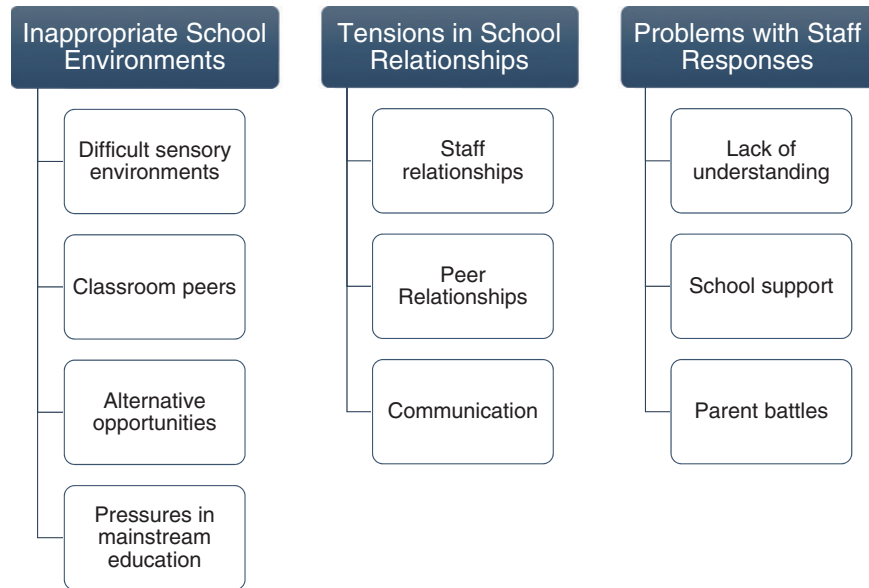 Inappropriate School
Environments
Difficult sensory
environments
Classroom peers
Alternative
opportunities
Pressures in
mainstream
education
Tensions in School
Relationships
Staff
relationships
Peer
Relationships
Communication
Problems with Staff
Responses
Lack of
understanding
School support
Parent battles